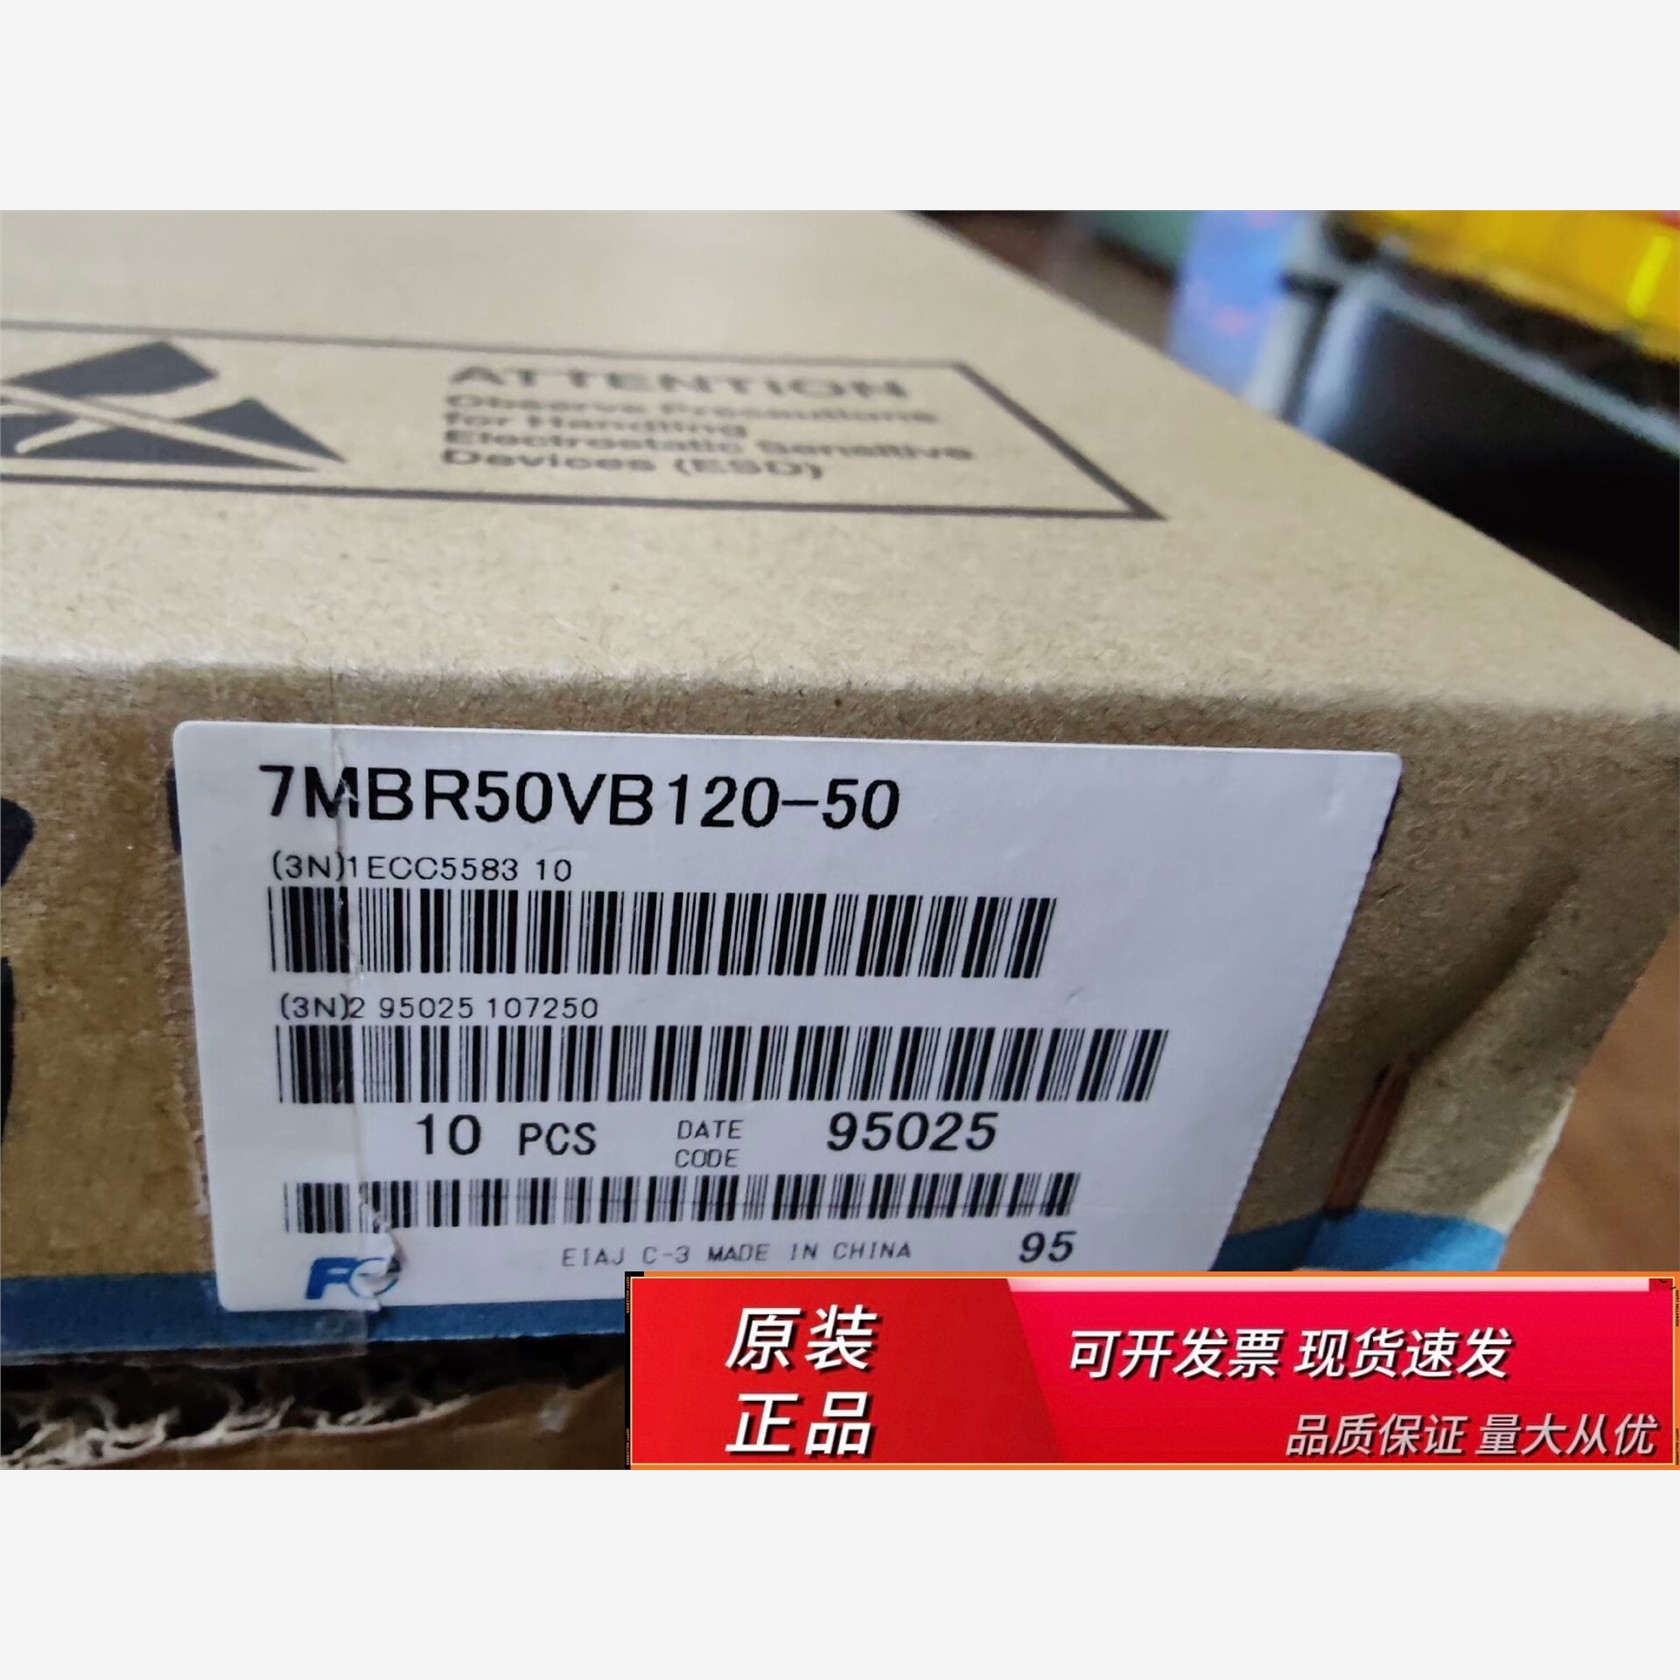 ATTENTION
Observe Precautions
for Handling
Electrostatic Sensitive
Devices (ESD)
7MBR50VB120-50
(3N)1ECC5583 10
(3N)2 95025 107250
10 PCS
DATE CODE
95025
Fe
EIAJ C-3 MADE IN CHINA
95
原装
正品
可开发票 现货速发
品质保证 量大从优